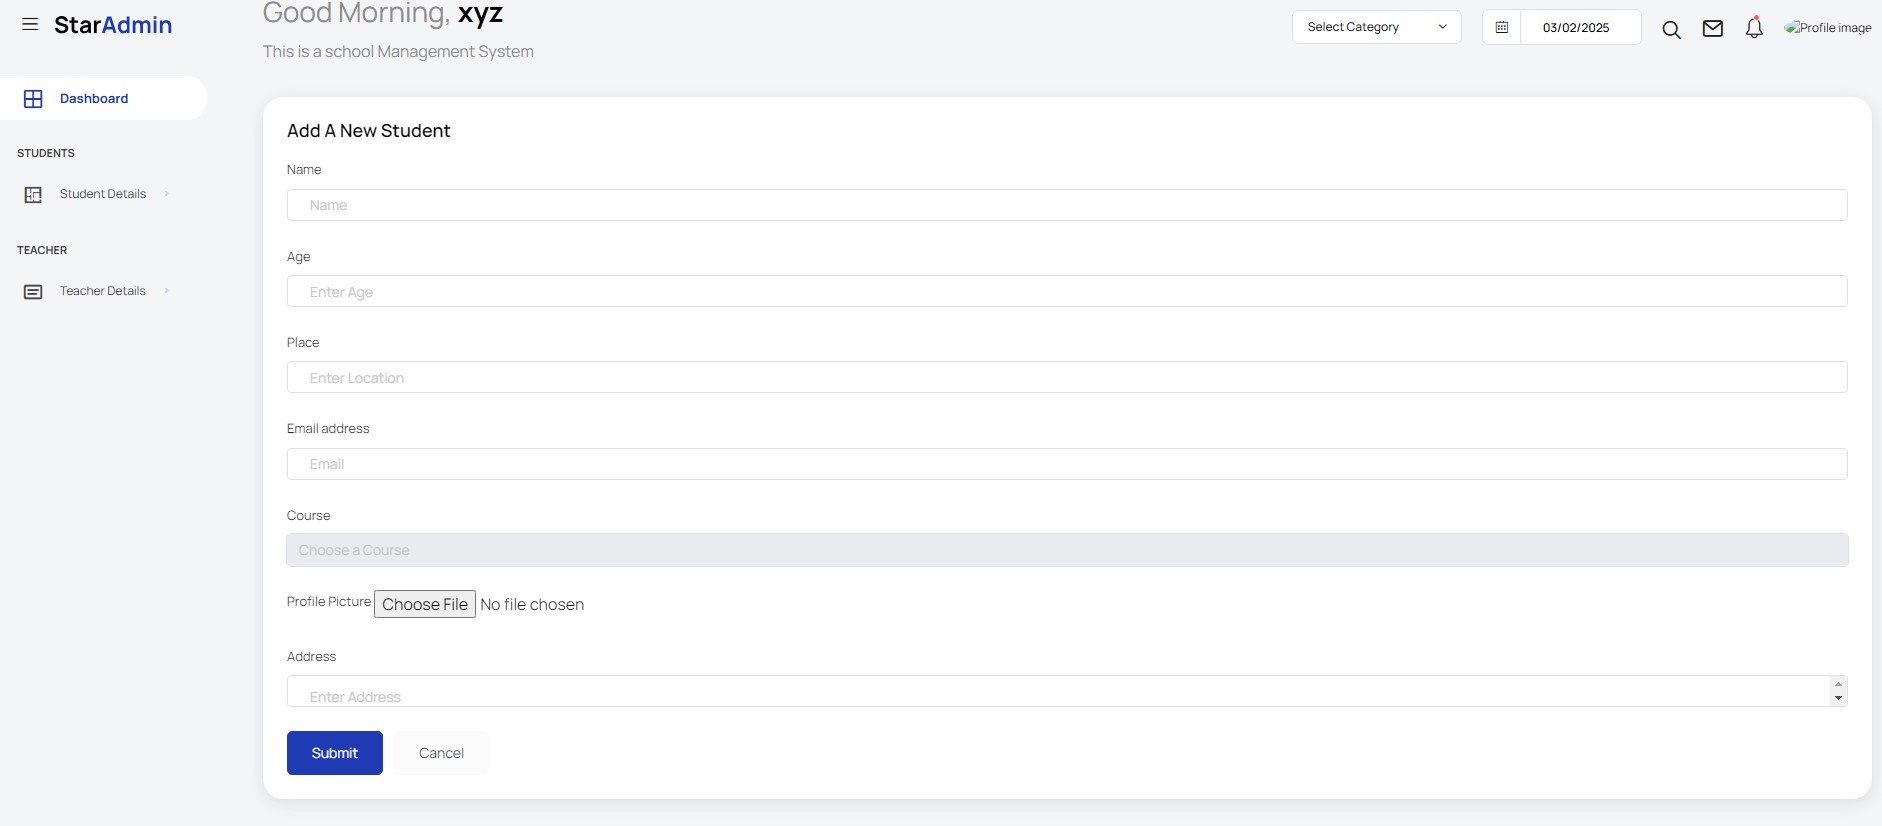 StarAdmin
Good Morning, xyz
This is a school Management System
Select Category
03/02/2025
Profile image
Dashboard
STUDENTS
Student Details
TEACHER
Teacher Details
Add A New Student
Name
Name
Age
Enter Age
Place
Enter Location
Email address
Email
Course
Choose a Course
Profile Picture Choose File No file chosen
Address
Enter Address
Submit Cancel